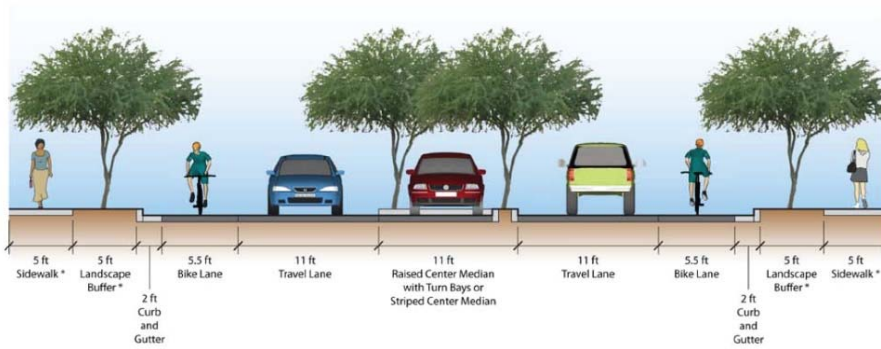 5 ft
Sidewalk *
5 ft
Landscape
Buffer *
2 ft
Curb
and
Gutter
5.5 ft
Bike Lane
11 ft
Travel Lane
11 ft
Raised Center Median
with Turn Bays or
Striped Center Median
11 ft
Travel Lane
5.5 ft
Bike Lane
2 ft
Curb
and
Gutter
5 ft
Landscape
Buffer *
5 ft
Sidewalk *